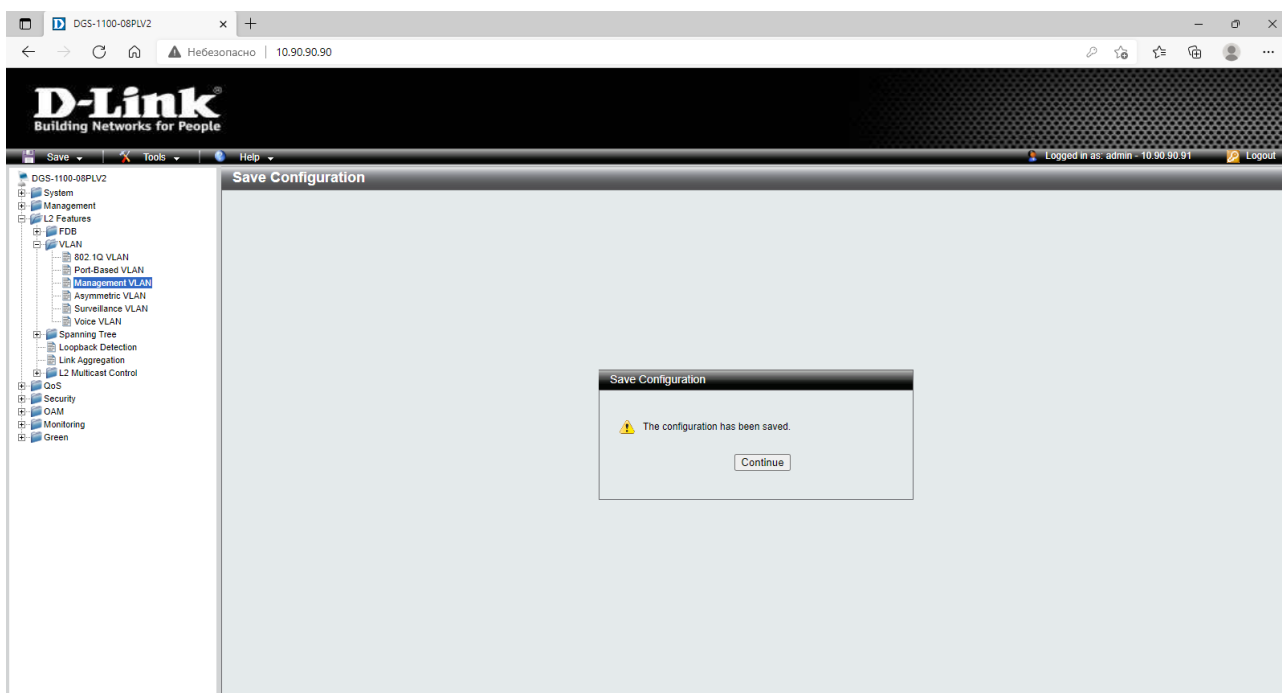 DGS-1100-08PLV2
Небезопасно | 10.90.90.90
D-Link®
Building Networks for People
Save Tools Help Logged in as: admin - 10.90.90.91 Logout
DGS-1100-08PLV2
System
Management
L2 Features
FDB
VLAN
802.1Q VLAN
Port-Based VLAN
Management VLAN
Asymmetric VLAN
Surveillance VLAN
Voice VLAN
Spanning Tree
Loopback Detection
Link Aggregation
L2 Multicast Control
QoS
Security
OAM
Monitoring
Green
Save Configuration
Save Configuration
The configuration has been saved.
Continue